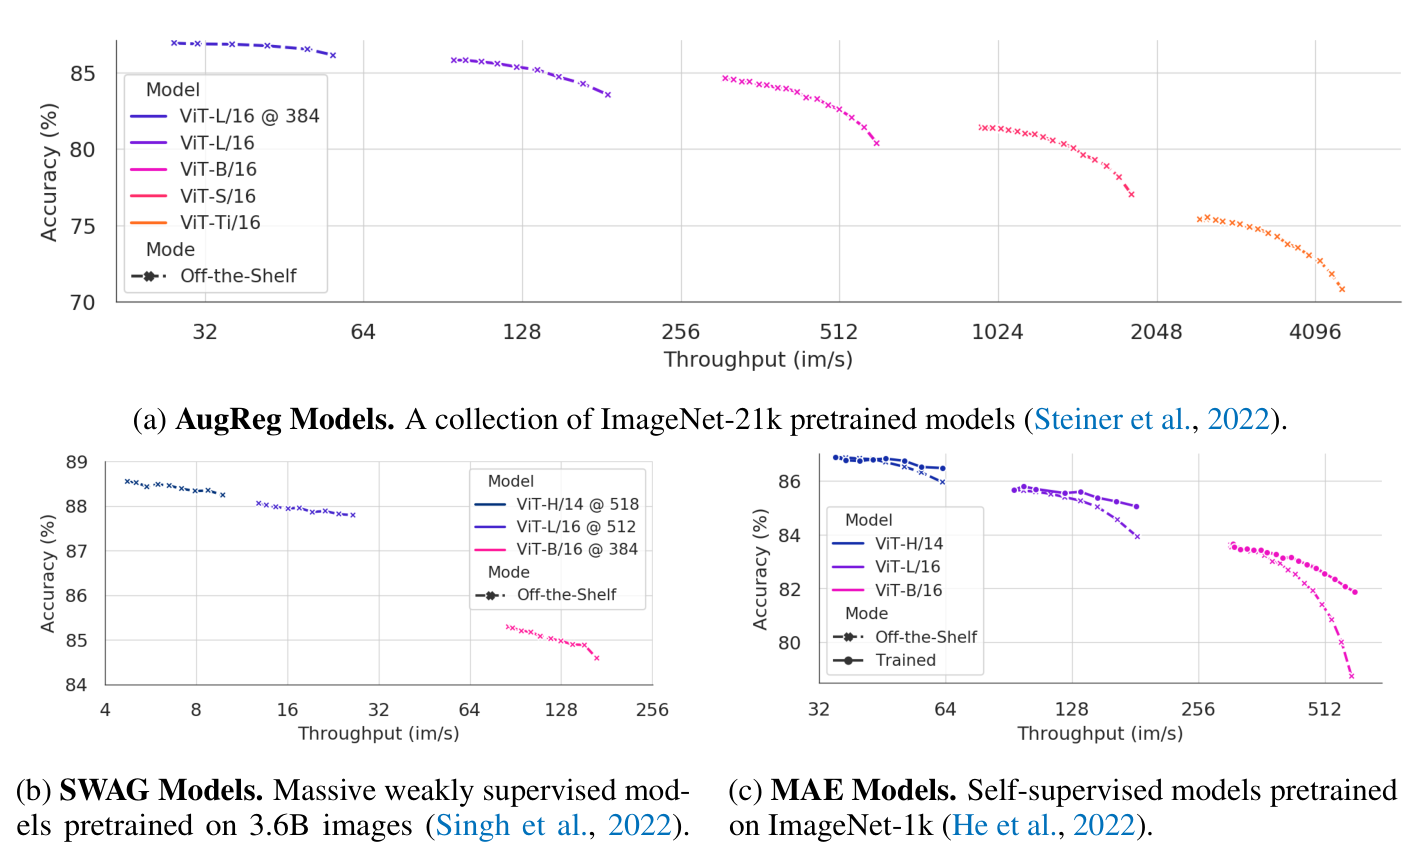 85
80
75
70
Accuracy (%)
Model
ViT-L/16 @ 384
ViT-L/16
ViT-B/16
ViT-S/16
ViT-Ti/16
Mode
Off-the-Shelf
32 64 128 256 512 1024 2048 4096
Throughput (im/s)
(a) AugReg Models. A collection of ImageNet-21k pretrained models (Steiner et al., 2022).
89
88
87
86
85
84
Accuracy (%)
Model
ViT-H/14 @ 518
ViT-L/16 @ 512
ViT-B/16 @ 384
Mode
Off-the-Shelf
4 8 16 32 64 128 256
Throughput (im/s)
(b) SWAG Models. Massive weakly supervised mod-
els pretrained on 3.6B images (Singh et al., 2022).
86
84
82
80
Accuracy (%)
Model
ViT-H/14
ViT-L/16
ViT-B/16
Mode
Off-the-Shelf
Trained
32 64 128 256 512
Throughput (im/s)
(c) MAE Models. Self-supervised models pretrained
on ImageNet-1k (He et al., 2022).